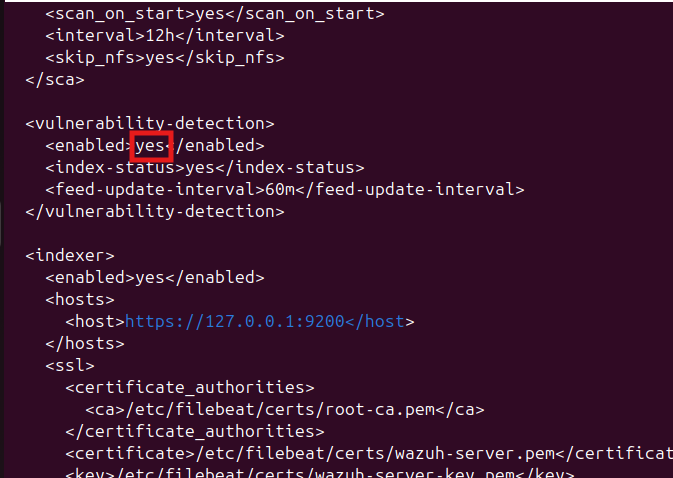 <scan_on_start>yes</scan_on_start>
<interval>12h</interval>
<skip_nfs>yes</skip_nfs>
</sca>
<vulnerability-detection>
<enabled>yes</enabled>
<index-status>yes</index-status>
<feed-update-interval>60m</feed-update-interval>
</vulnerability-detection>
<indexer>
<enabled>yes</enabled>
<hosts>
<host>https://127.0.0.1:9200</host>
</hosts>
<ssl>
<certificate_authorities>
<ca>/etc/filebeat/certs/root-ca.pem</ca>
</certificate_authorities>
<certificate>/etc/filebeat/certs/wazuh-server.pem</certificat
<key>/etc/filebeat/certs/wazuh-server-key.pem</key>